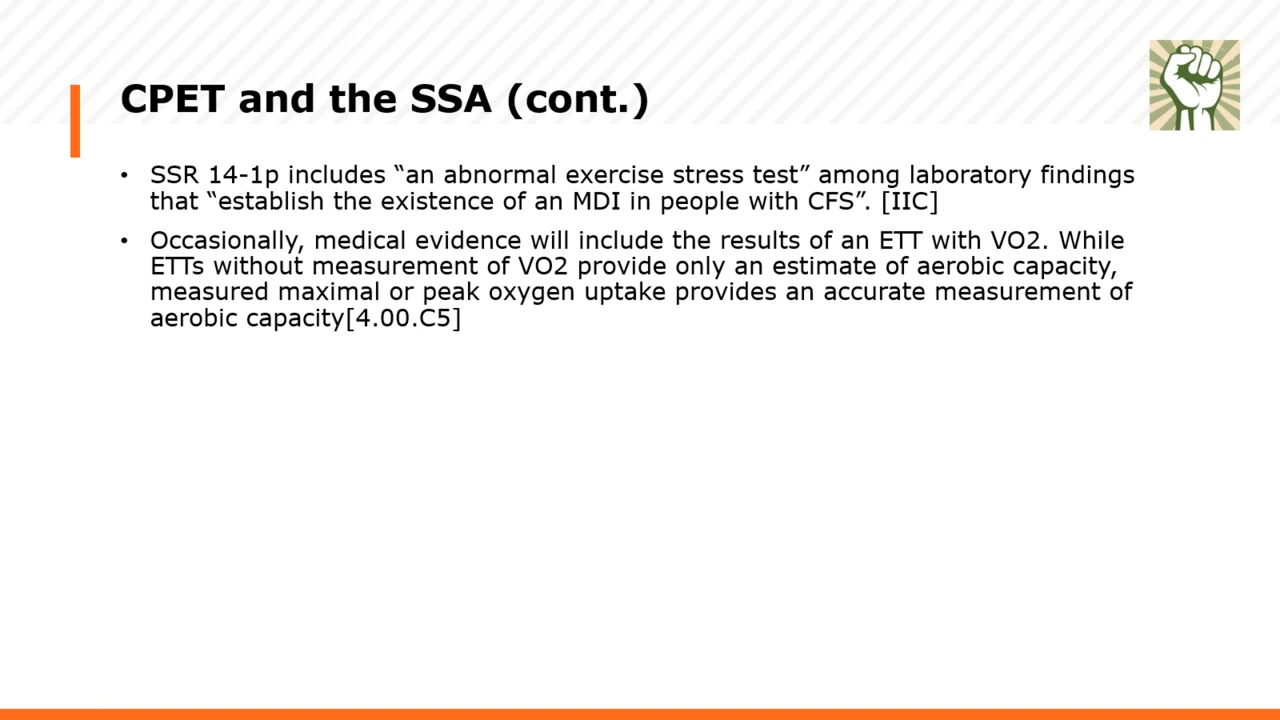 CPET and the SSA (cont.)
• SSR 14-1p includes “an abnormal exercise stress test” among laboratory findings
that “establish the existence of an MDI in people with CFS”. [IIC]
• Occasionally, medical evidence will include the results of an ETT with VO2. While
ETTs without measurement of VO2 provide only an estimate of aerobic capacity,
measured maximal or peak oxygen uptake provides an accurate measurement of
aerobic capacity[4.00.C5]